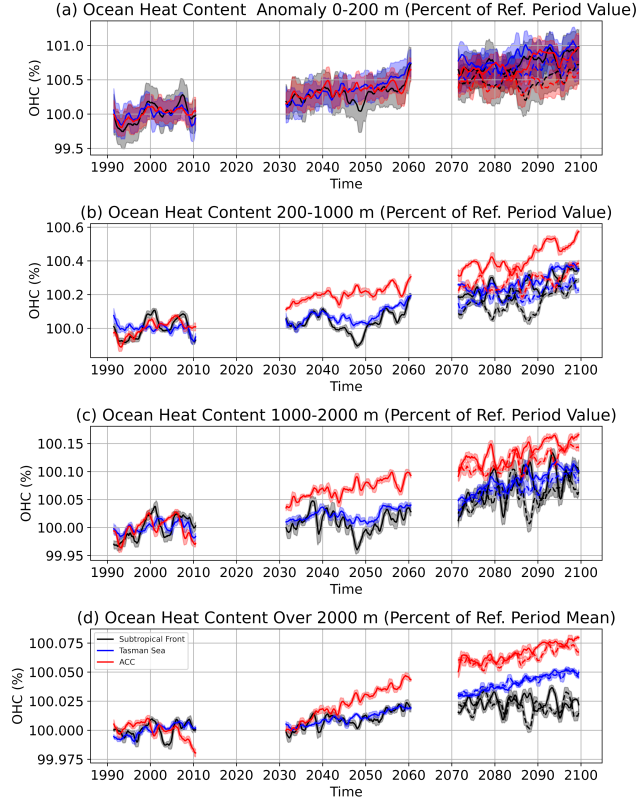 (a) Ocean Heat Content  Anomaly 0-200 m (Percent of Ref. Period Value)
OHC (%)
101.0
100.5
100.0
99.5
1990 2000 2010 2020 2030 2040 2050 2060 2070 2080 2090 2100
Time
(b) Ocean Heat Content 200-1000 m (Percent of Ref. Period Value)
OHC (%)
100.6
100.4
100.2
100.0
1990 2000 2010 2020 2030 2040 2050 2060 2070 2080 2090 2100
Time
(c) Ocean Heat Content 1000-2000 m (Percent of Ref. Period Value)
OHC (%)
100.15
100.10
100.05
100.00
99.95
1990 2000 2010 2020 2030 2040 2050 2060 2070 2080 2090 2100
Time
(d) Ocean Heat Content Over 2000 m (Percent of Ref. Period Mean)
OHC (%)
100.075
100.050
100.025
100.000
99.975
Subtropical Front
Tasman Sea
ACC
1990 2000 2010 2020 2030 2040 2050 2060 2070 2080 2090 2100
Time